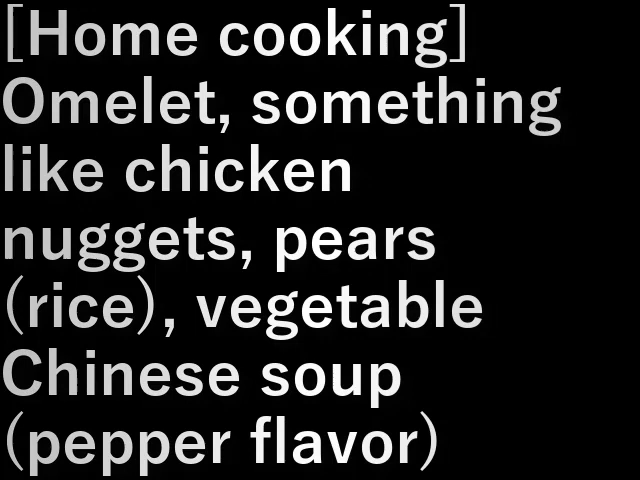 [Home cooking]
Omelet, something
like chicken
nuggets, pears
(rice), vegetable
Chinese soup
(pepper flavor)